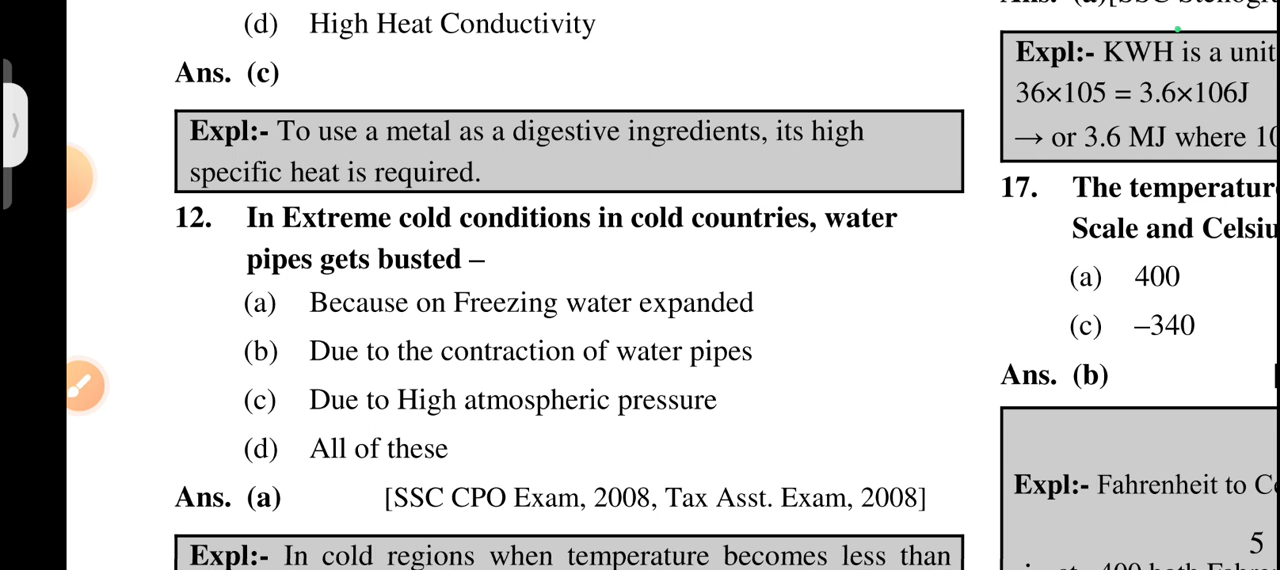 (d) High Heat Conductivity
Ans. (c)
Expl:- To use a metal as a digestive ingredients, its high
specific heat is required.
12. In Extreme cold conditions in cold countries, water
pipes gets busted –
(a) Because on Freezing water expanded
(b) Due to the contraction of water pipes
(c) Due to High atmospheric pressure
(d) All of these
Ans. (a) [SSC CPO Exam, 2008, Tax Asst. Exam, 2008]
Expl:- In cold regions when temperature becomes less than
Expl:- KWH is a unit
36×105 = 3.6×106J
→ or 3.6 MJ where
17. The
Scale and
(a) 400
(c) –340
Ans. (b)
Expl:- Fahrenheit to
5